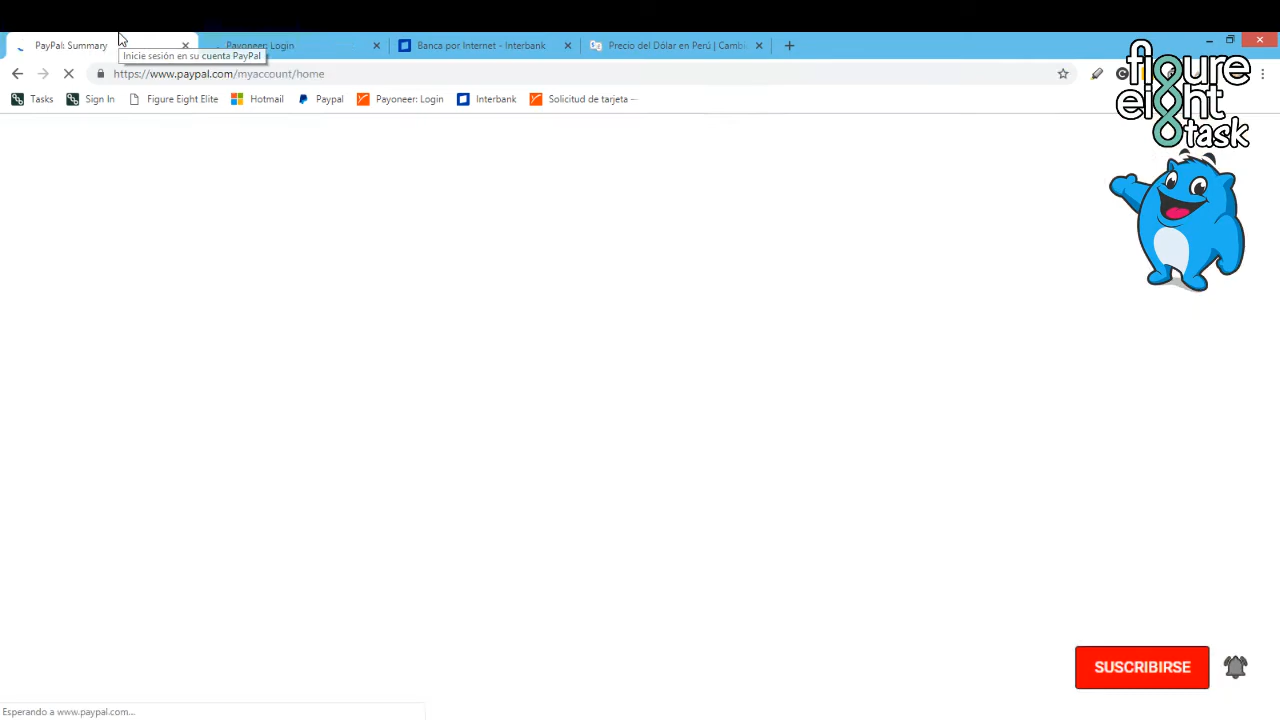 PayPal: Summary
Payoneer: Login
Banca por Internet - Interbank
Precio del Dólar en Perú | Cambi
Inicie sesión en su cuenta PayPal
https://www.paypal.com/myaccount/home
Tasks
Sign In
Figure Eight Elite
Hotmail
Paypal
Payoneer: Login
Interbank
Solicitud de tarjeta --
figure
eight
task
SUSCRIBIRSE
Esperando a www.paypal.com...